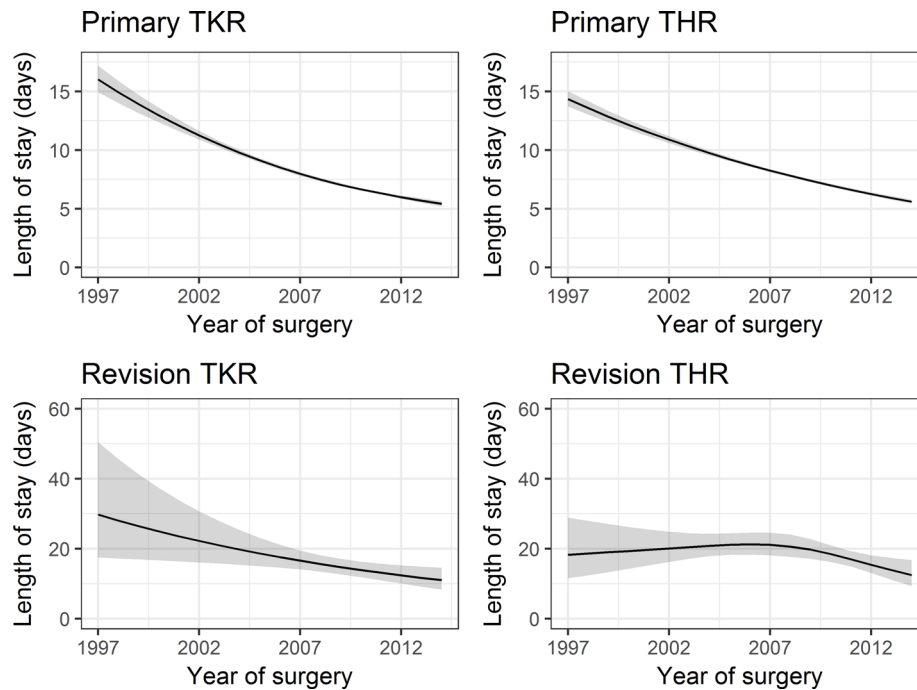 Primary TKR
Length of stay (days)
15
10
5
0
1997 2002 2007 2012
Year of surgery
Primary THR
Length of stay (days)
15
10
5
0
1997 2002 2007 2012
Year of surgery
Revision TKR
Length of stay (days)
60
40
20
0
1997 2002 2007 2012
Year of surgery
Revision THR
Length of stay (days)
60
40
20
0
1997 2002 2007 2012
Year of surgery